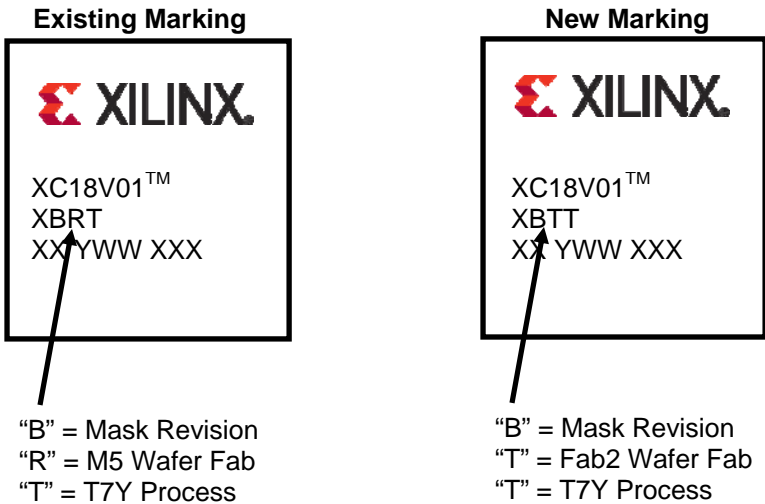 Existing Marking
XILINX®
XC18V01™
XBRT
XX YWW XXX
“B” = Mask Revision
“R” = M5 Wafer Fab
“T” = T7Y Process
New Marking
XILINX®
XC18V01™
XBTT
XX YWW XXX
“B” = Mask Revision
“T” = Fab2 Wafer Fab
“T” = T7Y Process